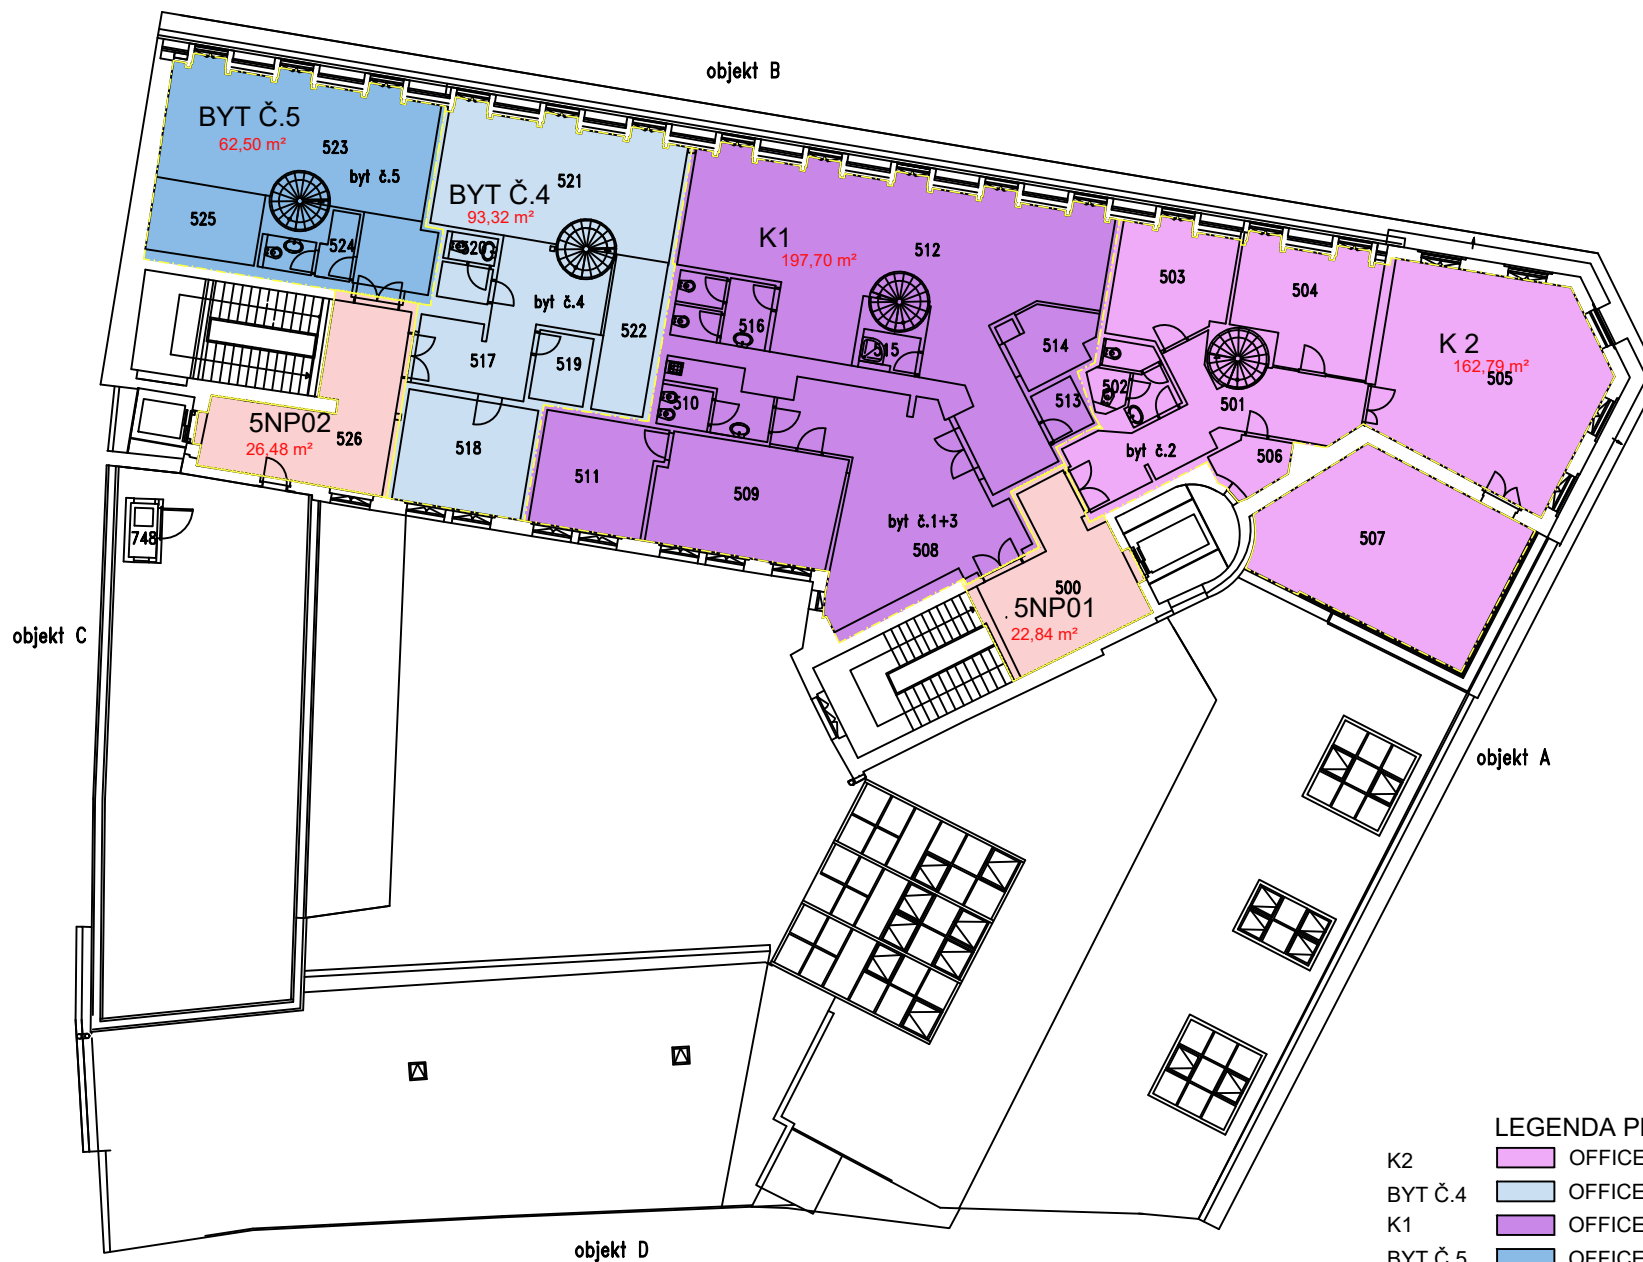 objekt B
BYT Č.5
62,50 m²
523
byt č.5
525
524
BYT Č.4
93,32 m²
521
520
byt č.4
522
517
519
518
K1
197,70 m²
512
516
515
514
513
510
511
509
byt č.1+3
508
503
504
K 2
162,79 m²
505
502
501
byt č.2
506
507
5NP02
26,48 m²
526
500
5NP01
22,84 m²
748
objekt C
objekt A
objekt D
LEGENDA
K2 OFFICE
BYT Č.4 OFFICE
K1 OFFICE
BYT Č.5 OFFICE